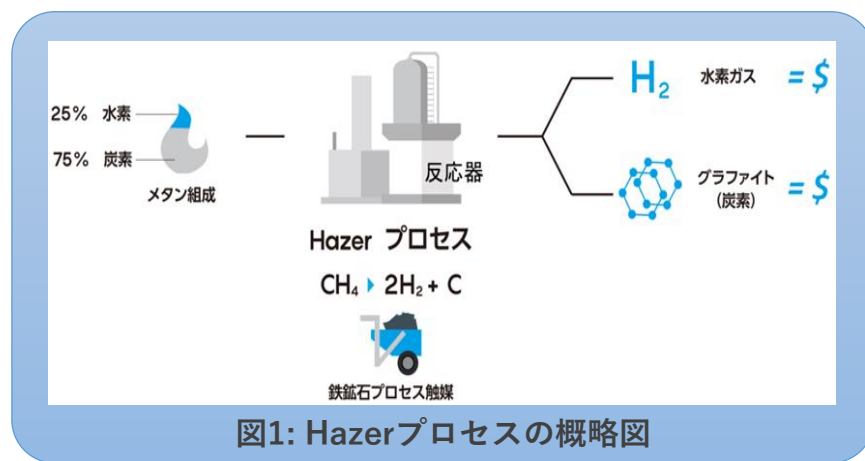 25% 水素
75% 炭素
メタン組成
反応器
Hazer プロセス
CH₄ ▶ 2H₂ + C
鉄鉱石プロセス触媒
H₂ 水素ガス = $
グラファイト
(炭素) = $
図1: Hazerプロセスの概略図